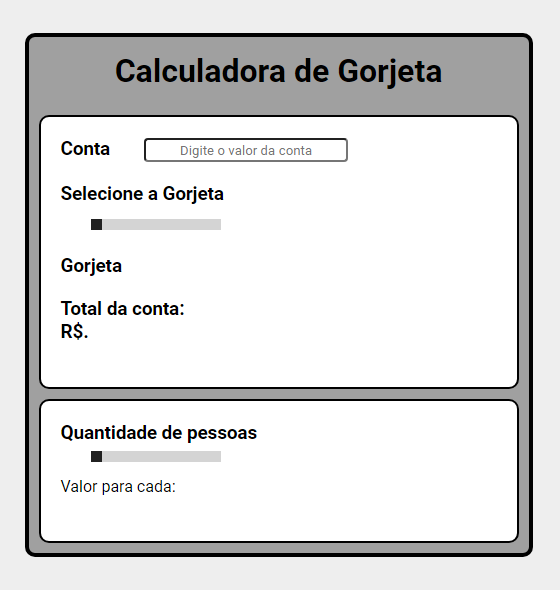 Calculadora de Gorjeta
Conta
Digite o valor da conta
Selecione a Gorjeta
Gorjeta
Total da conta:
R$.
Quantidade de pessoas
Valor para cada: